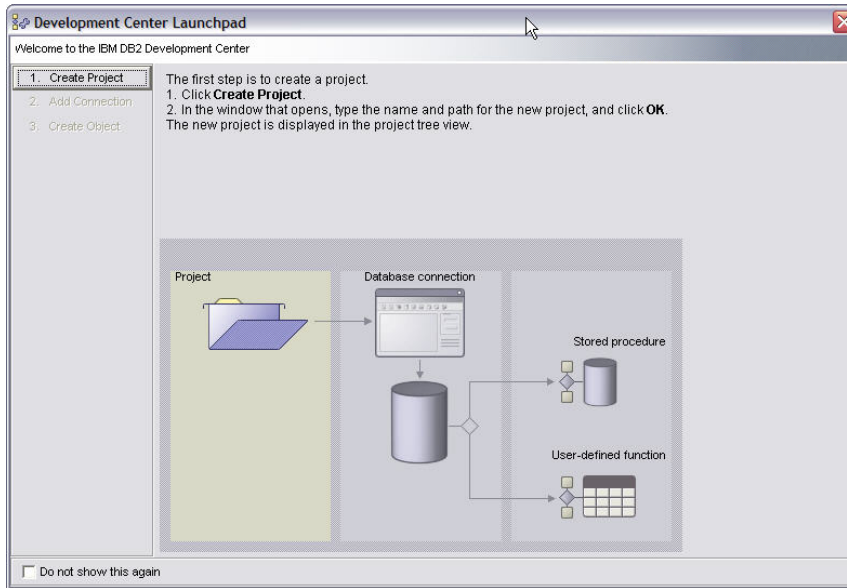 Development Center Launchpad
Welcome to the IBM DB2 Development Center
1. Create Project
2. Add Connection
3. Create Object
The first step is to create a project.
1. Click Create Project.
2. In the window that opens, type the name and path for the new project, and click OK.
The new project is displayed in the project tree view.
Project
Database connection
Stored procedure
User-defined function
Do not show this again